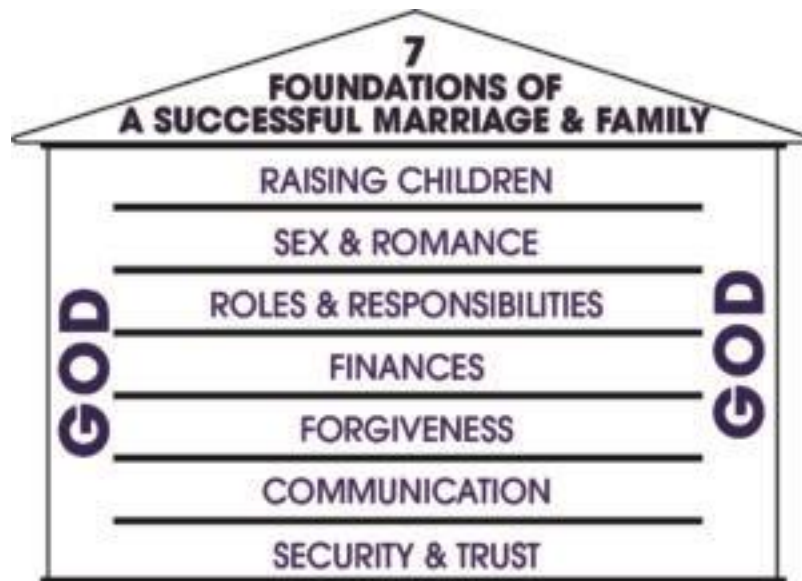 7
FOUNDATIONS OF
A SUCCESSFUL MARRIAGE & FAMILY
RAISING CHILDREN
SEX & ROMANCE
ROLES & RESPONSIBILITIES
FINANCES
FORGIVENESS
COMMUNICATION
SECURITY & TRUST
GOD
GOD